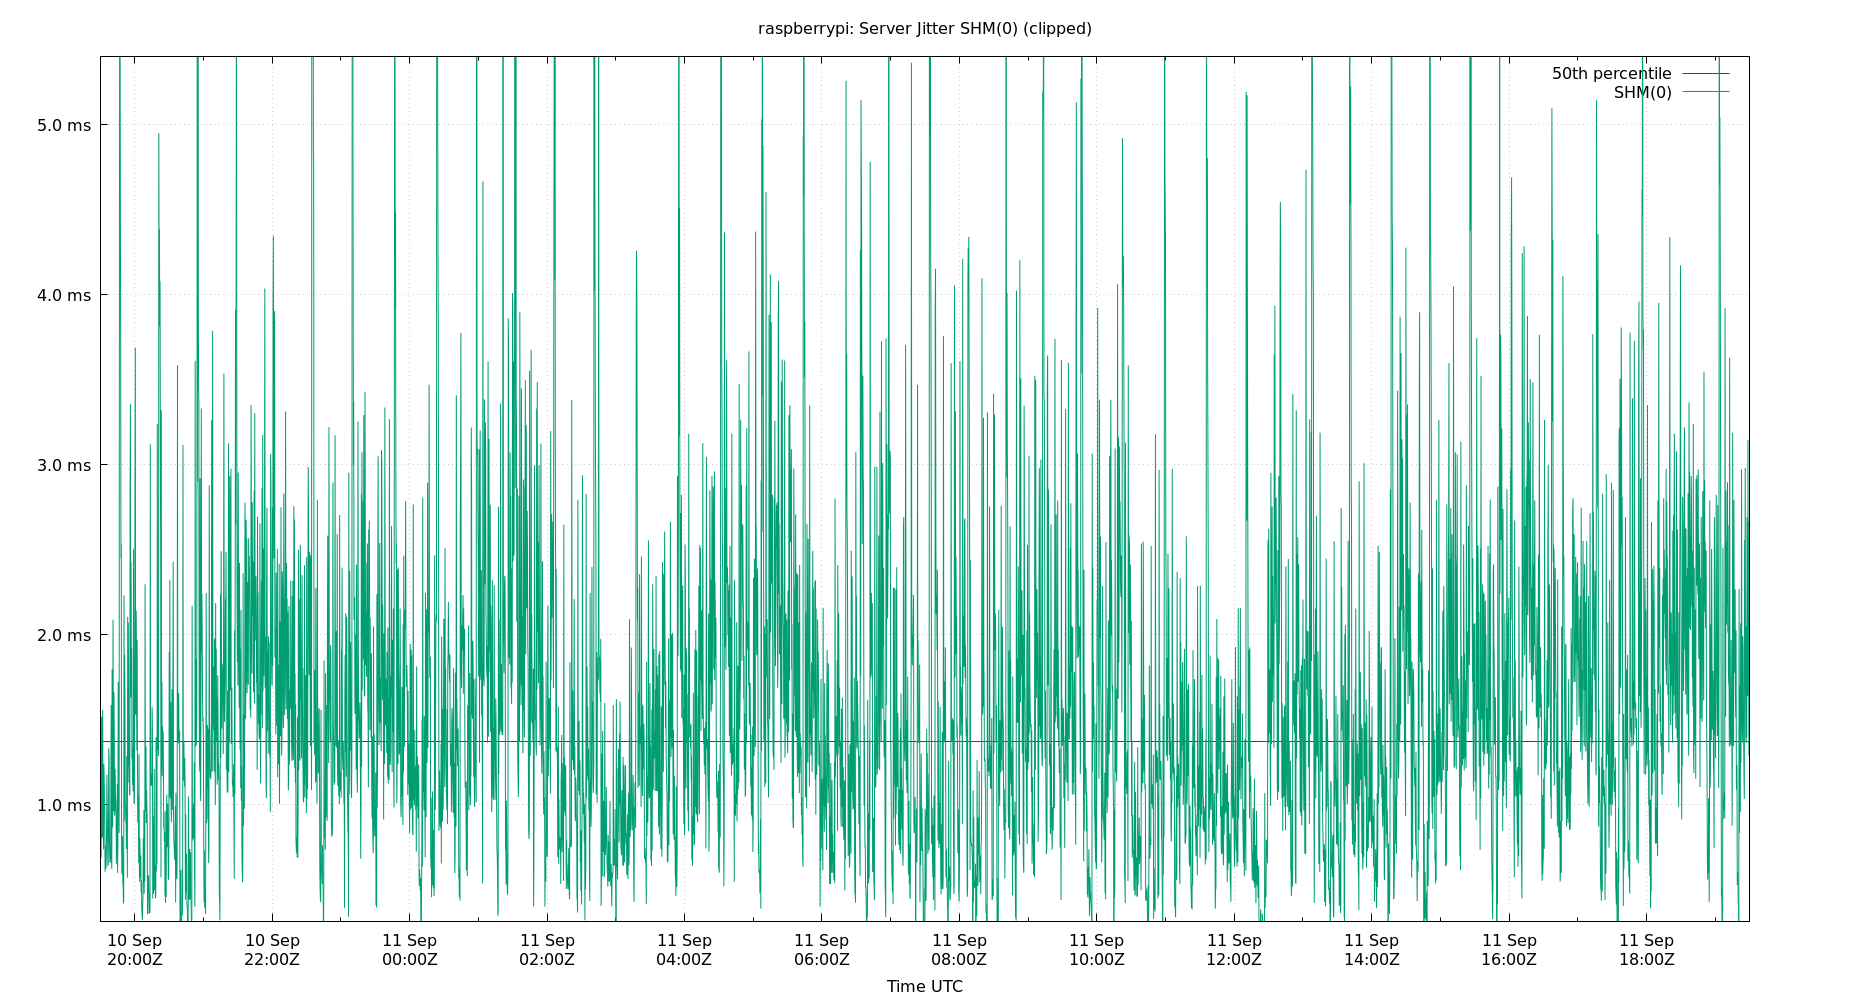 raspberrypi: Server Jitter SHM(0) (clipped)
50th percentile
SHM(0)
5.0 ms
4.0 ms
3.0 ms
2.0 ms
1.0 ms
10 Sep 10 Sep 11 Sep 11 Sep 11 Sep 11 Sep 11 Sep 11 Sep 11 Sep 11 Sep 11 Sep 11 Sep
20:00Z 22:00Z 00:00Z 02:00Z 04:00Z 06:00Z 08:00Z 10:00Z 12:00Z 14:00Z 16:00Z 18:00Z
Time UTC